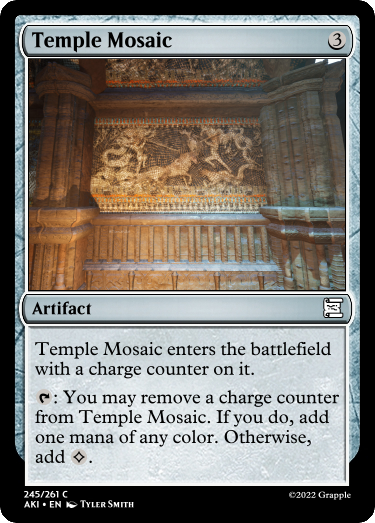 Temple Mosaic 3
Artifact
Temple Mosaic enters the battlefield
with a charge counter on it.
: You may remove a charge counter
from Temple Mosaic. If you do, add
one mana of any color. Otherwise,
add .
245/261 C
AKI • EN Tyler Smith
©2022 Grapple